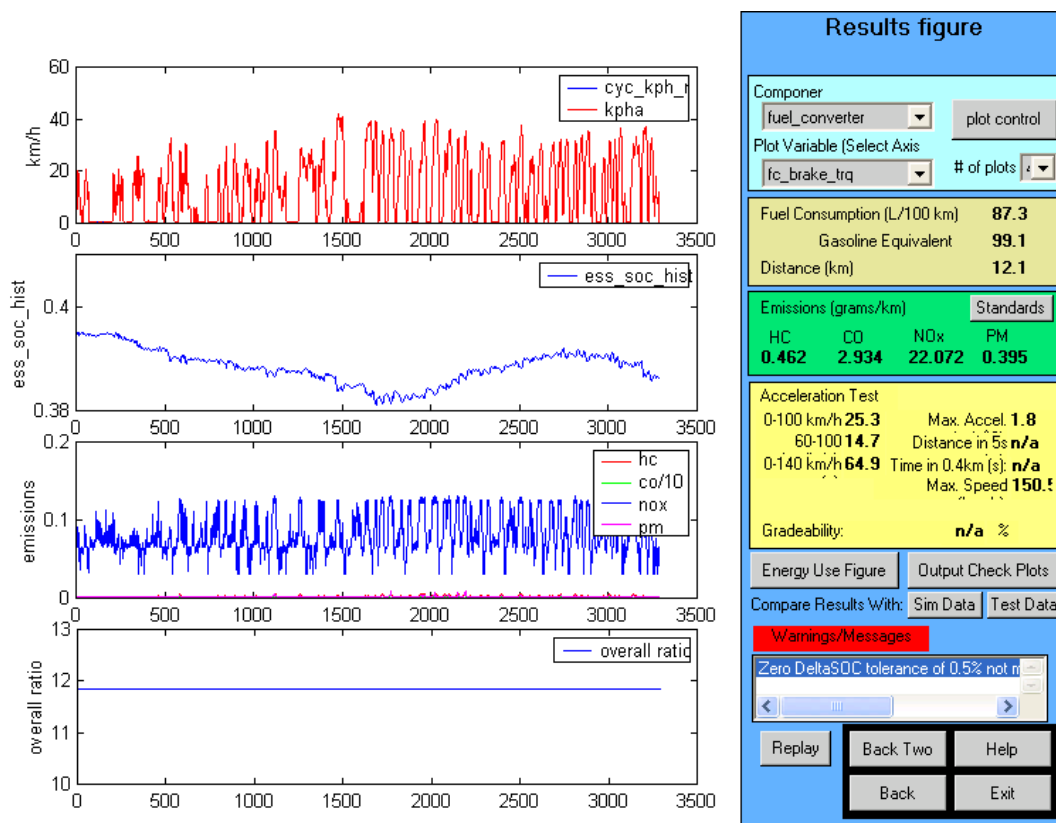 60
40
20
0
km/h
cyc_kph_r
kpha
0 500 1000 1500 2000 2500 3000 3500
0.4
0.38
ess_soc_hist
ess_soc_hist
0 500 1000 1500 2000 2500 3000 3500
0.2
0.1
0
emissions
hc
co/10
nox
pm
0 500 1000 1500 2000 2500 3000 3500
13
12
11
10
overall ratio
overall ratio
0 500 1000 1500 2000 2500 3000 3500
Results figure
Componer
fuel_converter
plot control
Plot Variable (Select Axis
fc_brake_trq
# of plots
Fuel Consumption (L/100 km) 87.3
Gasoline Equivalent 99.1
Distance (km) 12.1
Emissions (grams/km) Standards
HC CO NOx PM
0.462 2.934 22.072 0.395
Acceleration Test
0-100 km/h 25.3 Max. Accel. 1.8
60-100 14.7 Distance in 5s n/a
0-140 km/h 64.9 Time in 0.4km (s): n/a
Max. Speed 150.5
Gradeability: n/a %
Energy Use Figure Output Check Plots
Compare Results With: Sim Data Test Data
Warnings/Messages
Zero DeltaSOC tolerance of 0.5% not
Replay Back Two Help
Back Exit